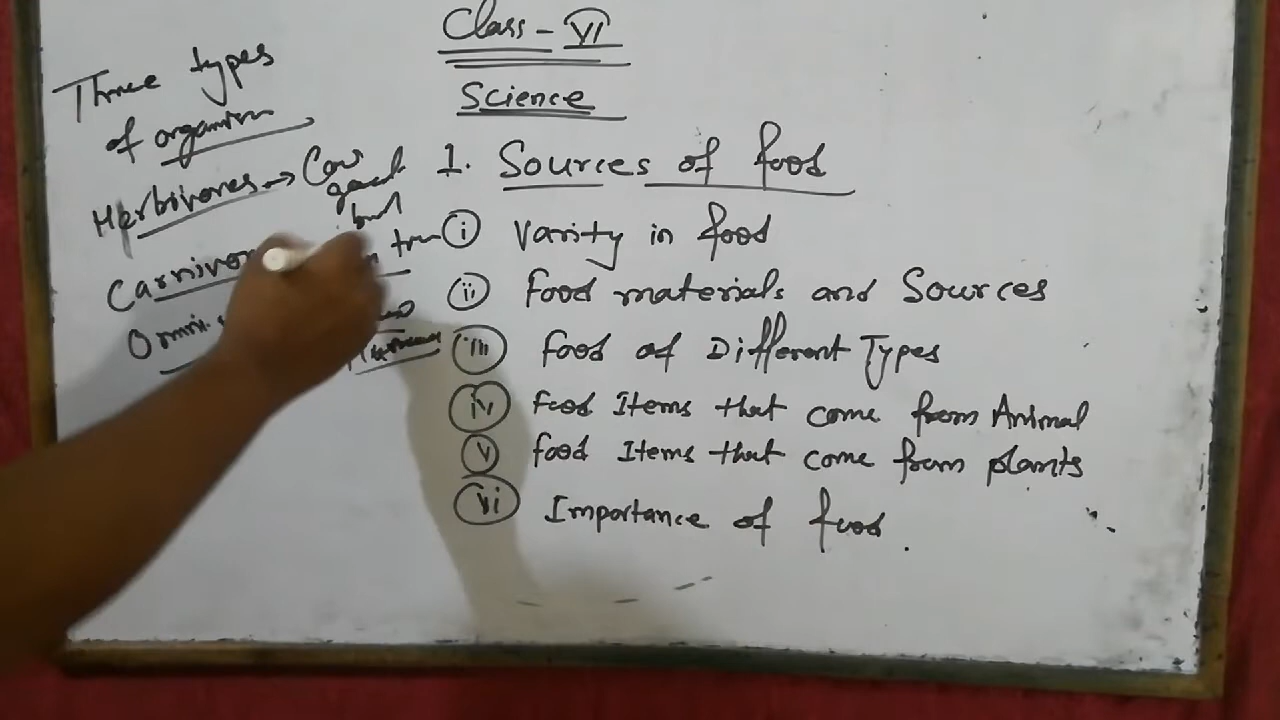 Class - VI
Science
1. Sources of food
i Varity in food
ii Food materials and Sources
iii Food of Different Types
iv Food Items that come from Animal
v Food Items that come from plants
vi Importance of food.
Three types
of organism
Herbivores → Cow
goat
Carnivor
Omni